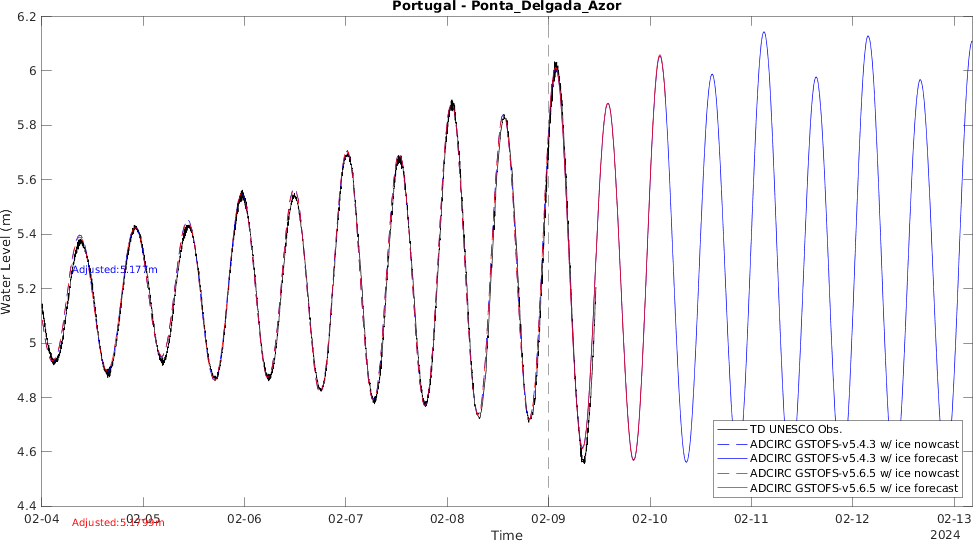 Portugal - Ponta_Delgada_Azor
6.2
6
5.8
5.6
5.4
5.2
5
4.8
4.6
4.4
Water Level (m)
Adjusted:5.177m
Adjusted:5.1799m
TD UNESCO Obs.
ADCIRC GSTOFS-v5.4.3 w/ ice nowcast
ADCIRC GSTOFS-v5.4.3 w/ ice forecast
ADCIRC GSTOFS-v5.6.5 w/ ice nowcast
ADCIRC GSTOFS-v5.6.5 w/ ice forecast
02-04 02-05 02-06 02-07 02-08 02-09 02-10 02-11 02-12 02-13
Time
2024